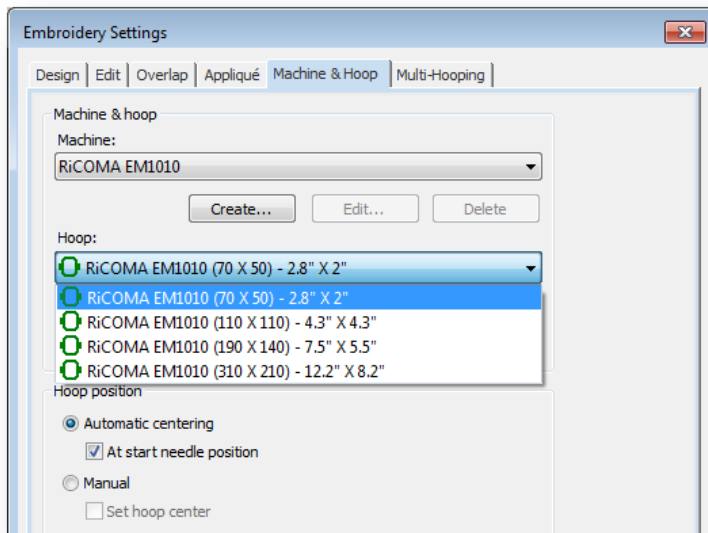 Embroidery Settings
Design Edit Overlap Appliqué Machine & Hoop Multi-Hooping
Machine & hoop
Machine:
RiCOMA EM1010
Create... Edit... Delete
Hoop:
RiCOMA EM1010 (70 X 50) - 2.8" X 2"
RiCOMA EM1010 (70 X 50) - 2.8" X 2"
RiCOMA EM1010 (110 X 110) - 4.3" X 4.3"
RiCOMA EM1010 (190 X 140) - 7.5" X 5.5"
RiCOMA EM1010 (310 X 210) - 12.2" X 8.2"
Hoop position
Automatic centering
At start needle position
Manual
Set hoop center